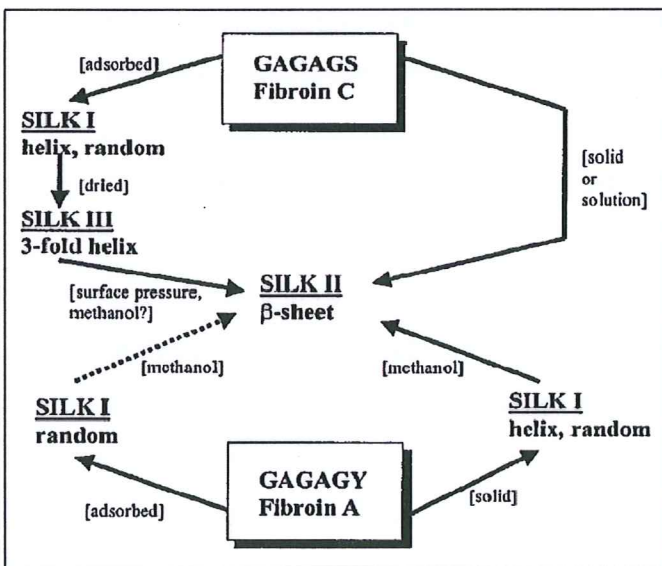 [adsorbed]
GAGAGS
Fibroin C
SILK I
helix, random
[dried]
[solid
or
solution]
SILK III
3-fold helix
[surface pressure,
methanol?]
SILK II
β-sheet
[methanol]
[methanol]
SILK I
random
SILK I
helix, random
GAGAGY
Fibroin A
[adsorbed]
[solid]